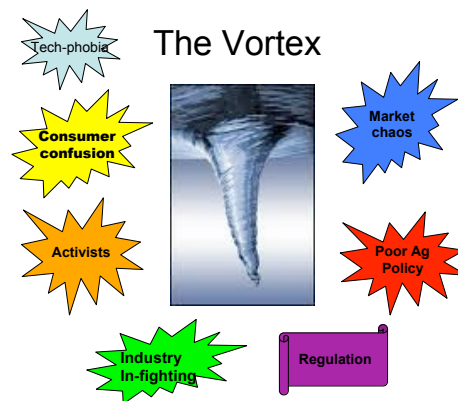 The Vortex
Tech-phobia
Consumer
confusion
Market
chaos
Activists
Poor Ag
Policy
Industry
In-fighting
Regulation